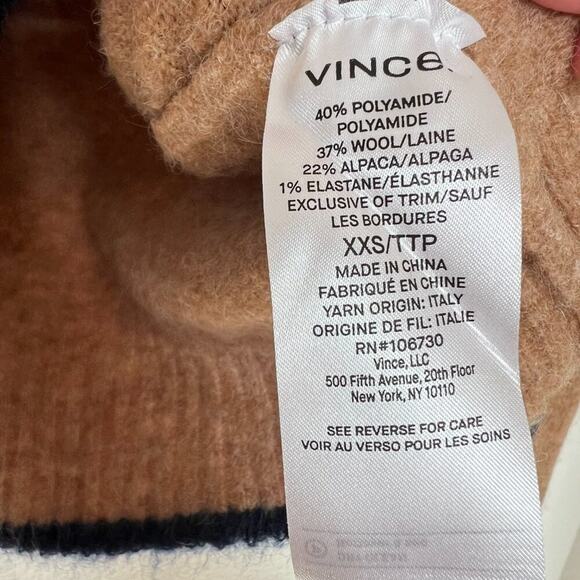 VINCE.
40% POLYAMIDE/
POLYAMIDE
37% WOOL/LAINE
22% ALPACA/ALPAGA
1% ELASTANE/ÉLASTHANNE
EXCLUSIVE OF TRIM/SAUF
LES BORDURES
XXS/TTP
MADE IN CHINA
FABRIQUÉ EN CHINE
YARN ORIGIN: ITALY
ORIGINE DE FIL: ITALIE
RN#106730
Vince, LLC
500 Fifth Avenue, 20th Floor
New York, NY 10110
SEE REVERSE FOR CARE
VOIR AU VERSO POUR LES SOINS